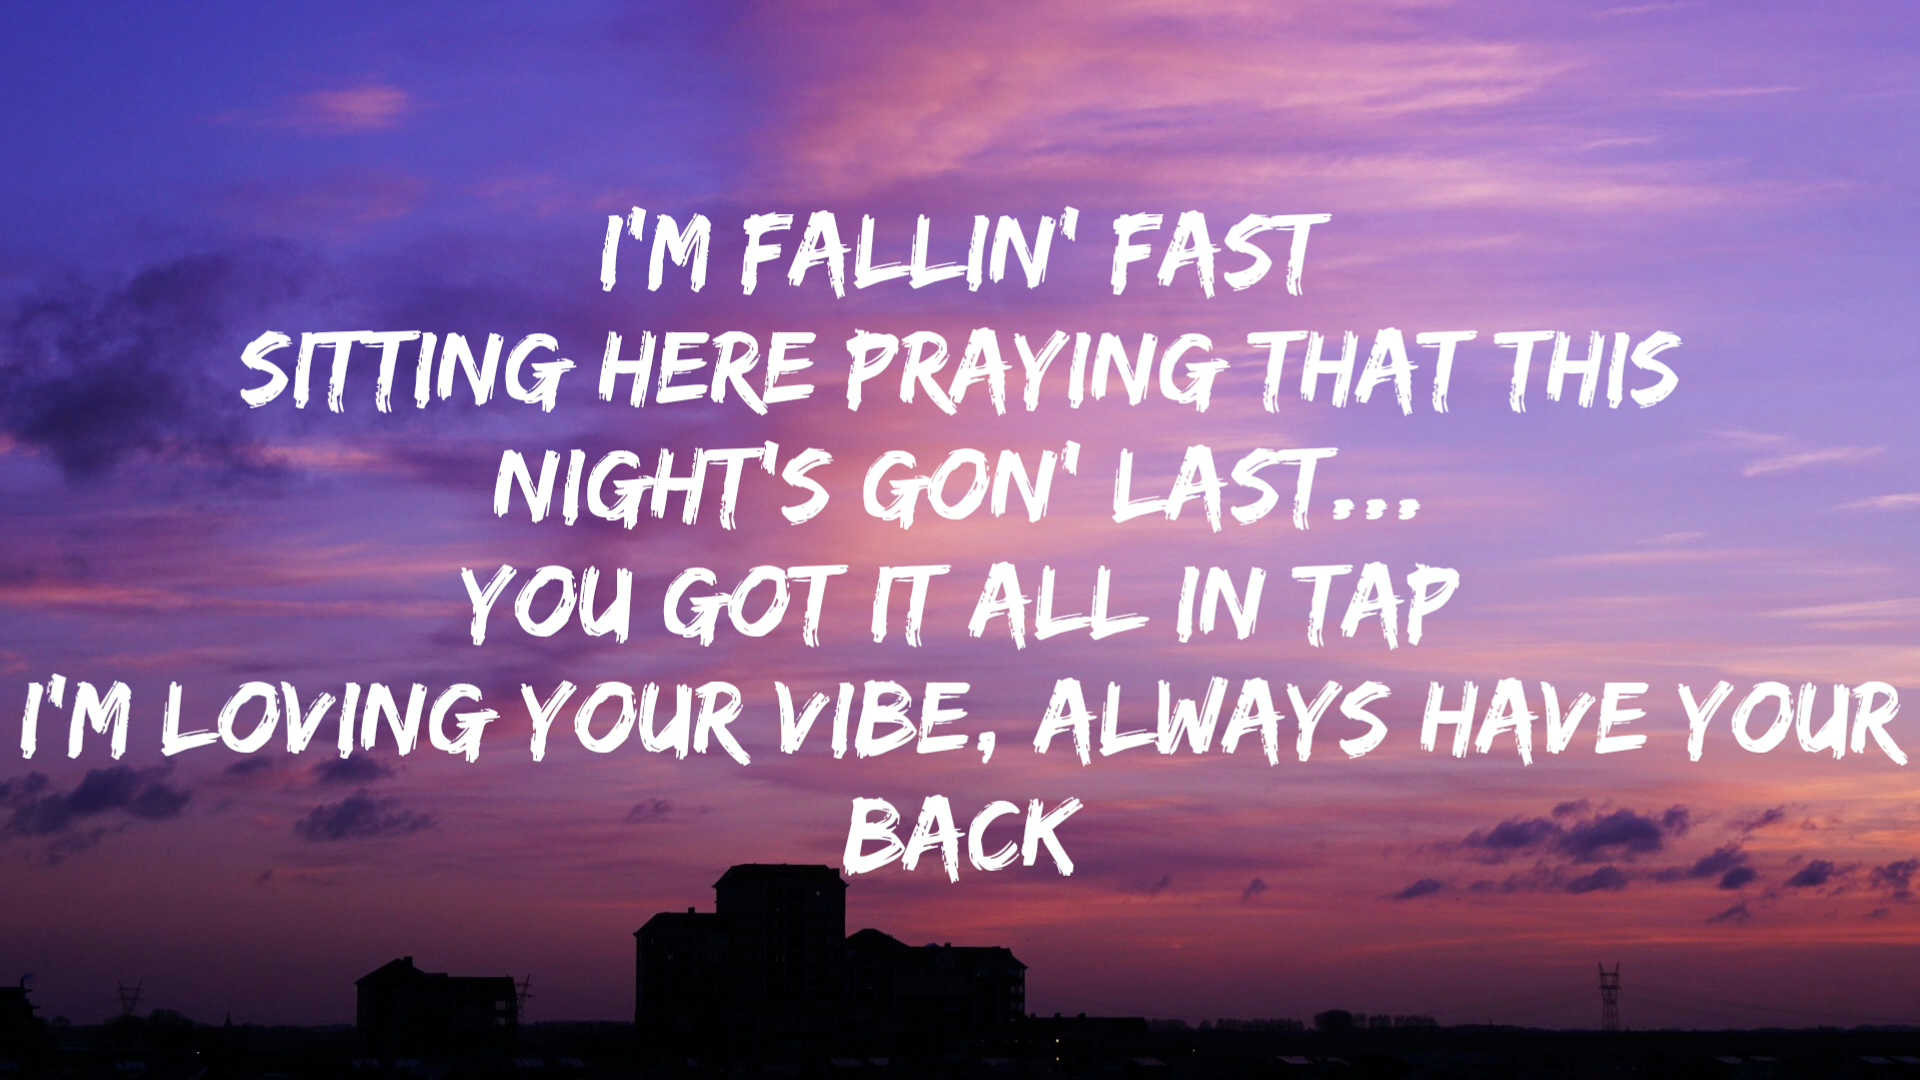 I'M FALLIN' FAST
SITTING HERE PRAYING THAT THIS
NIGHT'S GON' LAST...
YOU GOT IT ALL IN TAP
I'M LOVING YOUR VIBE, ALWAYS HAVE YOUR
BACK